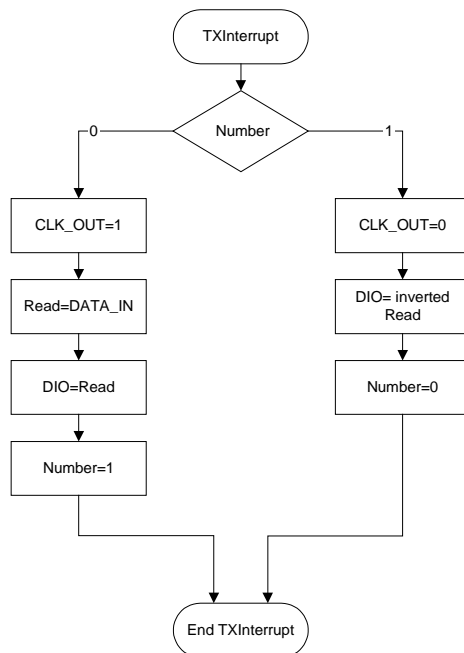 TXInterrupt
Number
0
1
CLK_OUT=1
CLK_OUT=0
Read=DATA_IN
DIO= inverted
Read
DIO=Read
Number=0
Number=1
End TXInterrupt